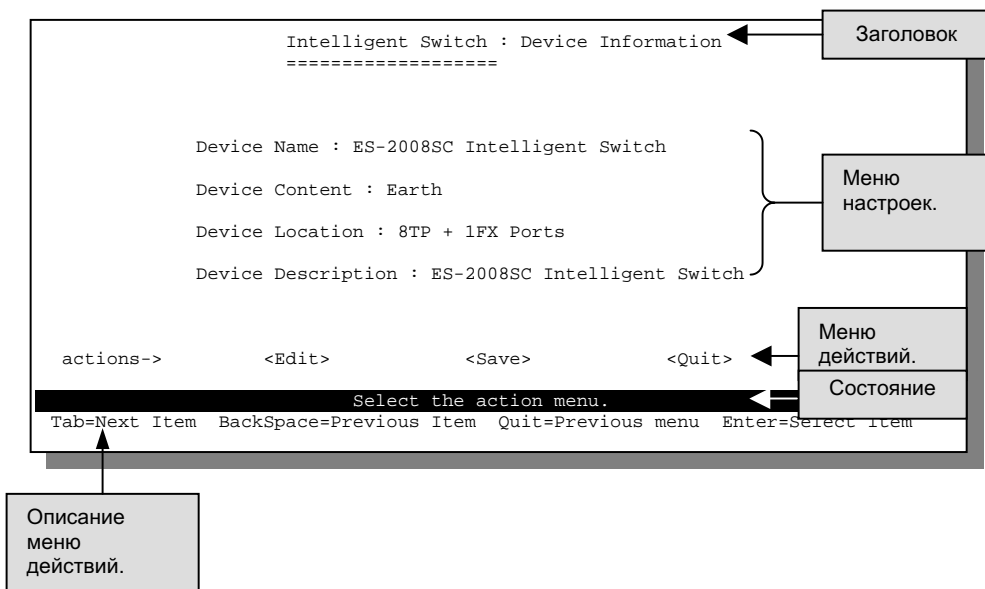 Intelligent Switch : Device Information
===================
Заголовок
Device Name : ES-2008SC Intelligent Switch
Device Content : Earth
Device Location : 8TP + 1FX Ports
Device Description : ES-2008SC Intelligent Switch
Меню
настроек.
actions-> <Edit> <Save> <Quit>
Меню
действий.
Select the action menu.
Состояние
Tab=Next Item BackSpace=Previous Item Quit=Previous menu Enter=Select Item
Описание
меню
действий.